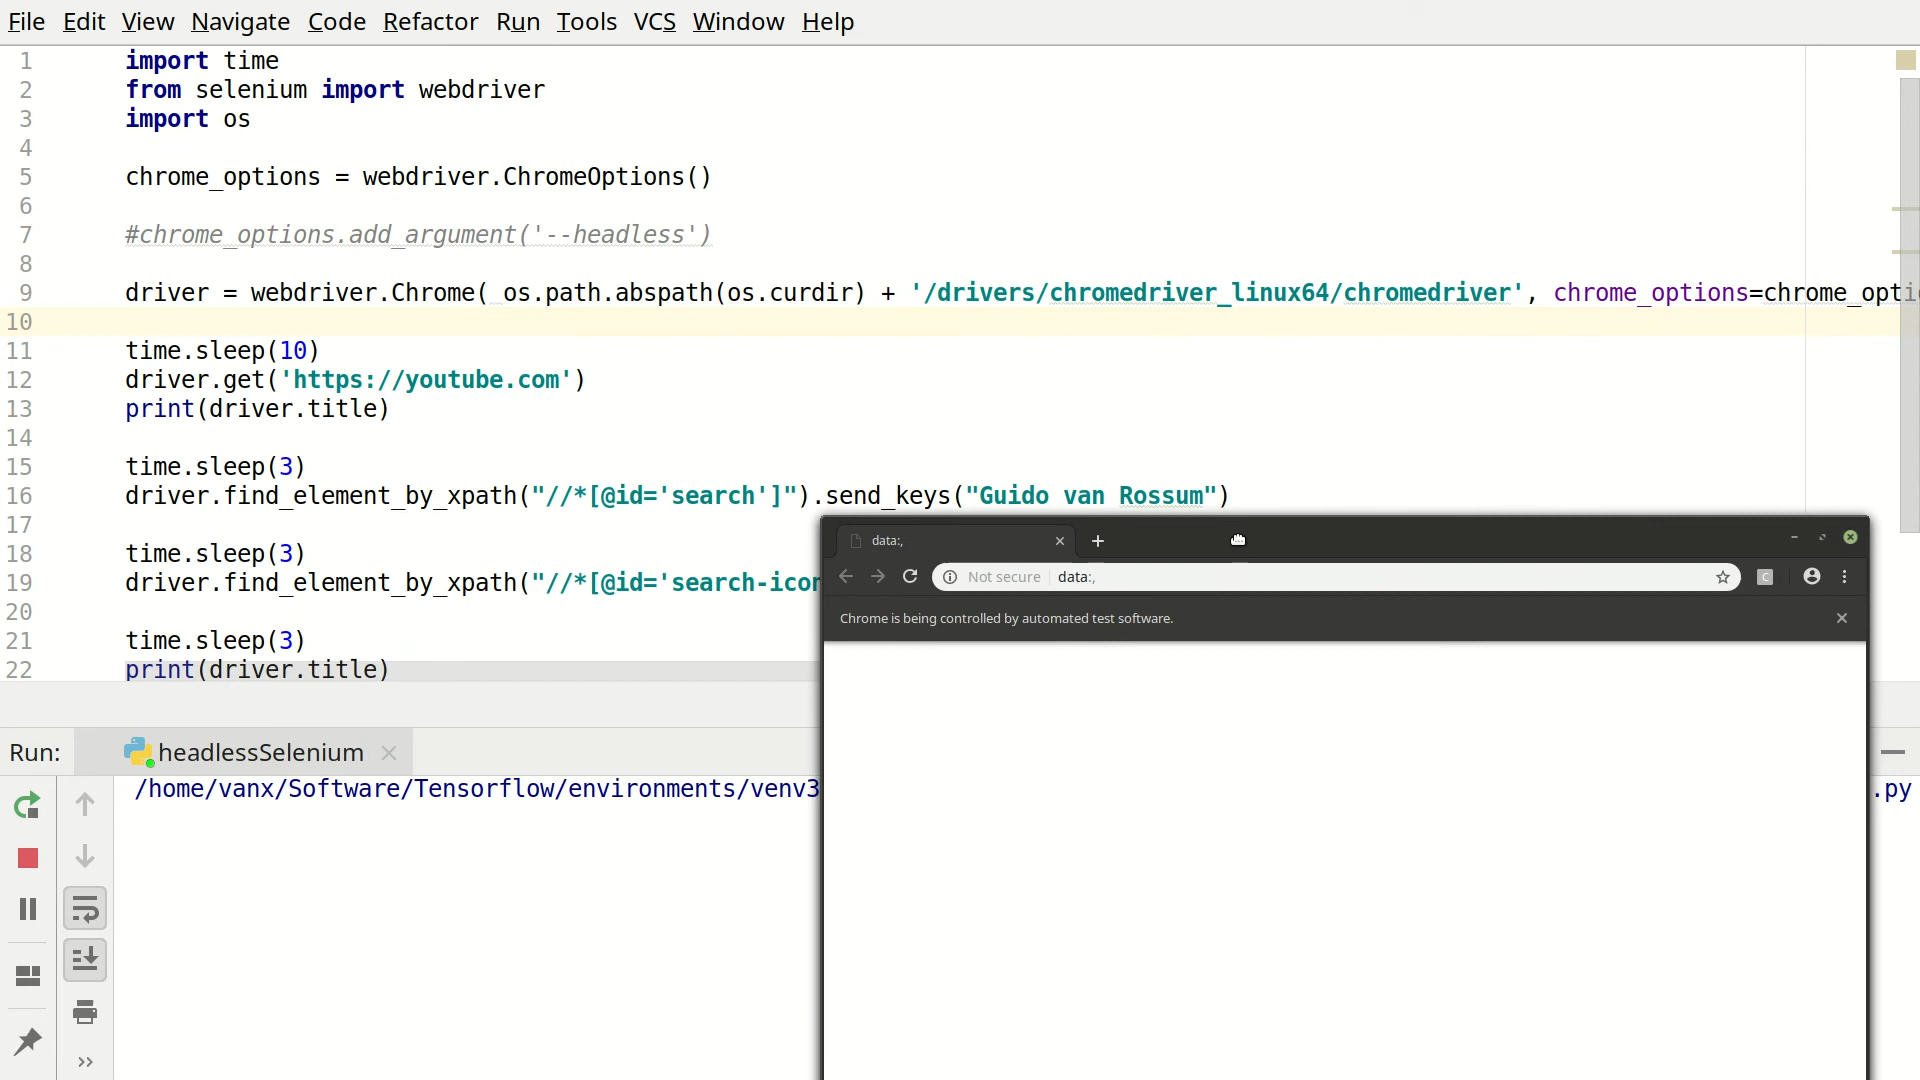 File Edit View Navigate Code Refactor Run Tools VCS Window Help
1 import time
2 from selenium import webdriver
3 import os
4
5 chrome_options = webdriver.ChromeOptions()
6
7 #chrome_options.add_argument('--headless')
8
9 driver = webdriver.Chrome( os.path.abspath(os.curdir) + '/drivers/chromedriver_linux64/chromedriver', chrome_options=chrome_optio
10
11 time.sleep(10)
12 driver.get('https://youtube.com')
13 print(driver.title)
14
15 time.sleep(3)
16 driver.find_element_by_xpath("//*[@id='search']").send_keys("Guido van Rossum")
17
18 time.sleep(3)
19 driver.find_element_by_xpath("//*[@id='search-icon
20
21 time.sleep(3)
22 print(driver.title)
data:,
Not secure data:,
C
Chrome is being controlled by automated test software.
Run: headlessSelenium
/home/vanx/Software/Tensorflow/environments/venv3 .py